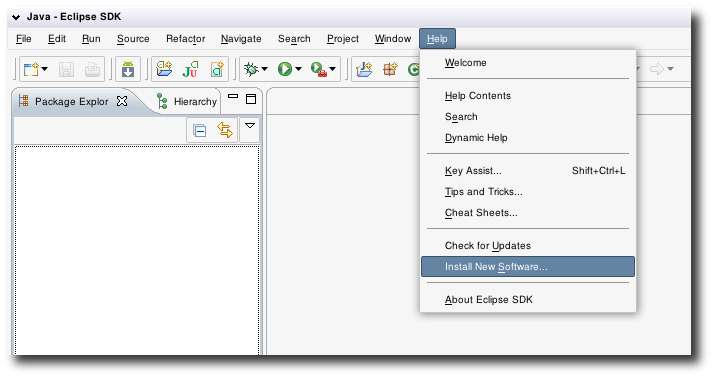 Java - Eclipse SDK
File Edit Run Source Refactor Navigate Search Project Window Help
Package Explor Hierarchy
Welcome
Help Contents
Search
Dynamic Help
Key Assist... Shift+Ctrl+L
Tips and Tricks...
Cheat Sheets...
Check for Updates
Install New Software...
About Eclipse SDK